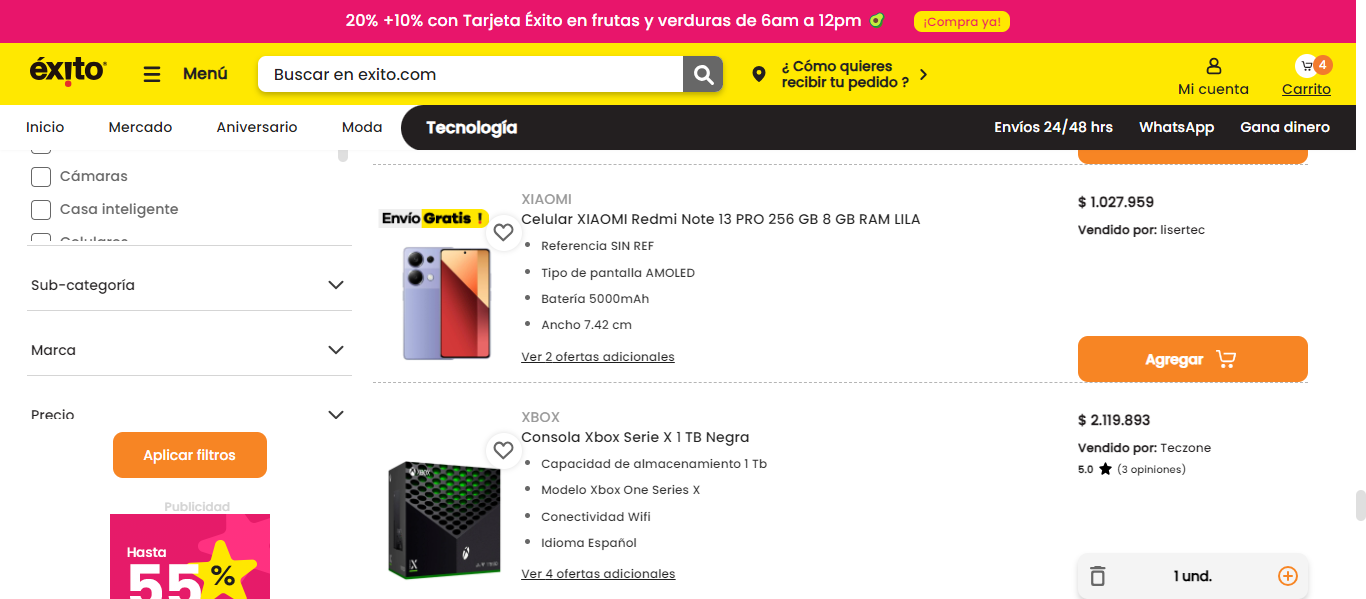 20% +10% con Tarjeta Éxito en frutas y verduras de 6am a 12pm
¡Compra ya!
éxito
Menú
Buscar en exito.com
¿ Cómo quieres
recibir tu pedido ?
Mi cuenta
4
Carrito
Inicio
Mercado
Aniversario
Moda
Tecnología
Envíos 24/48 hrs
WhatsApp
Gana dinero
Cámaras
Casa inteligente
Celulares
Sub-categoría
Marca
Precio
Aplicar filtros
Publicidad
Hasta
55%
Envío Gratis !
XIAOMI
Celular XIAOMI Redmi Note 13 PRO 256 GB 8 GB RAM LILA
Referencia SIN REF
Tipo de pantalla AMOLED
Batería 5000mAh
Ancho 7.42 cm
Ver 2 ofertas adicionales
$ 1.027.959
Vendido por: lisertec
Agregar
XBOX
XBOX
Consola Xbox Serie X 1 TB Negra
Capacidad de almacenamiento 1 Tb
Modelo Xbox One Series X
Conectividad Wifi
Idioma Español
Ver 4 ofertas adicionales
$ 2.119.893
Vendido por: Teczone
5.0 (3 opiniones)
1 und.